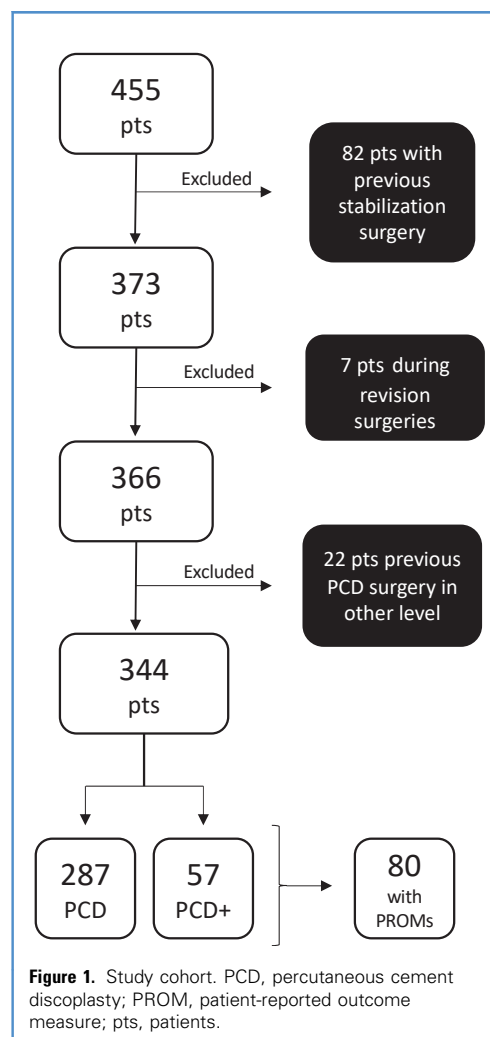 455
pts
Excluded
82 pts with
previous
stabilization
surgery
373
pts
Excluded
7 pts during
revision
surgeries
366
pts
Excluded
22 pts previous
PCD surgery in
other level
344
pts
287
PCD
57
PCD+
80
with
PROMs
Figure 1. Study cohort. PCD, percutaneous cement
discoplasty; PROM, patient-reported outcome
measure; pts, patients.